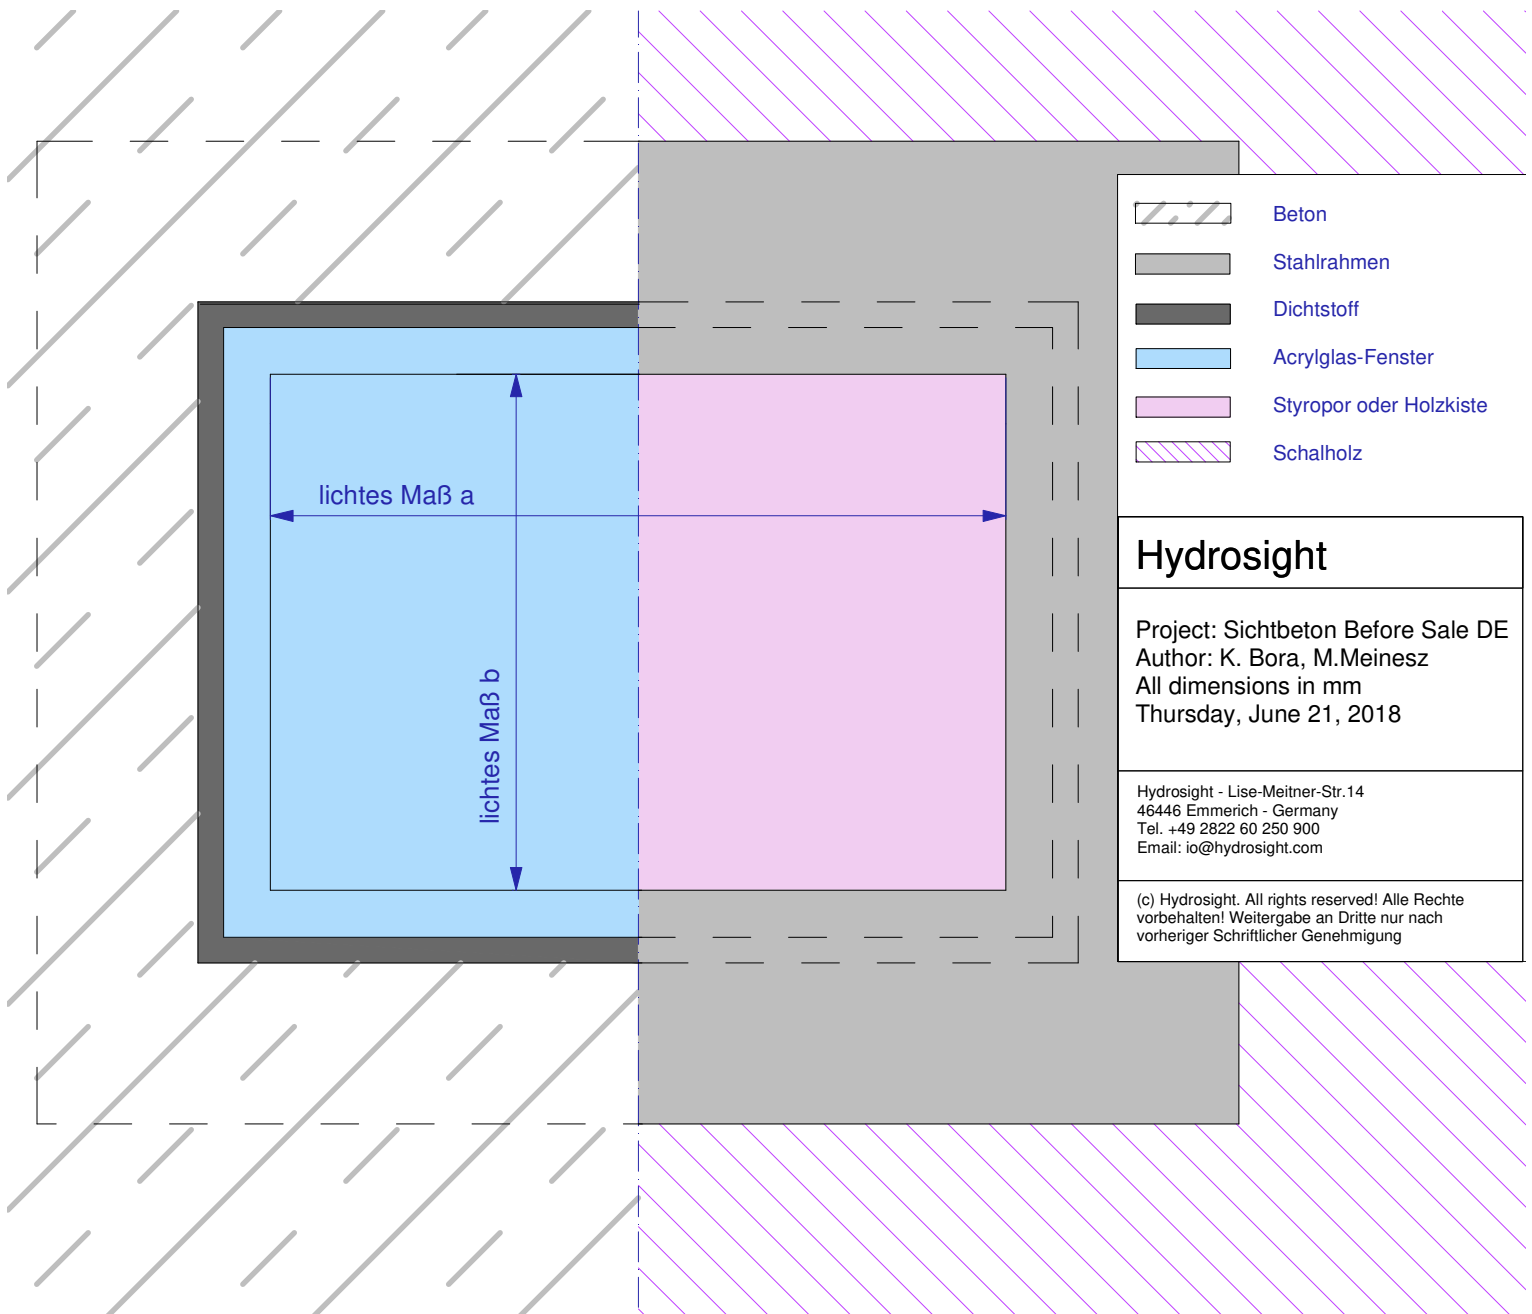 lichtes Maß a
lichtes Maß b
Beton
Stahlrahmen
Dichtstoff
Acrylglas-Fenster
Styropor oder Holzkiste
Schalholz
Hydrosight
Project: Sichtbeton Before Sale DE
Author: K. Bora, M.Meinesz
All dimensions in mm
Thursday, June 21, 2018
Hydrosight - Lise-Meitner-Str.14
46446 Emmerich - Germany
Tel. +49 2822 60 250 900
Email: io@hydrosight.com
(c) Hydrosight. All rights reserved! Alle Rechte
vorbehalten! Weitergabe an Dritte nur nach
vorheriger Schriftlicher Genehmigung